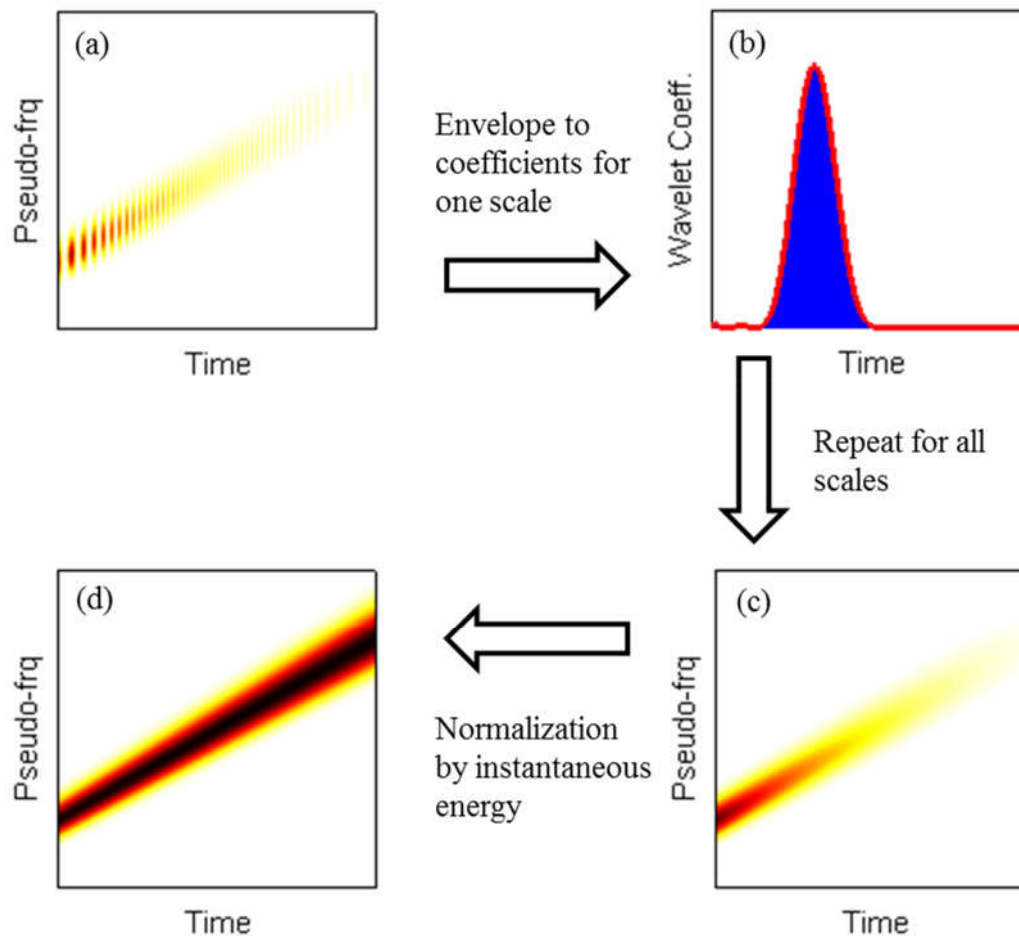 (a)
Pseudo-frq
Time
Envelope to
coefficients for
one scale
(b)
Wavelet Coeff.
Time
Repeat for all
scales
(d)
Pseudo-frq
Time
Normalization
by instantaneous
energy
(c)
Pseudo-frq
Time